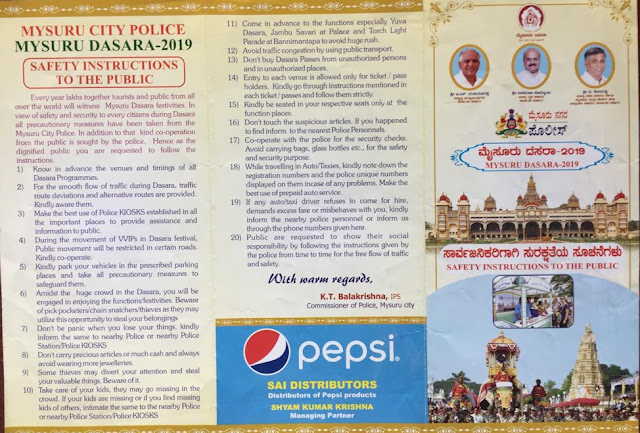 MYSURU CITY POLICE
MYSURU DASARA-2019
SAFETY INSTRUCTIONS
TO THE PUBLIC
Every year lakhs together tourists and public from all
over the world will witness Mysuru Dasara festivities. In
view of safety and security to every citizens during Dasara
all precautionary measures have been taken from the
Mysuru City Police. In addition to that kind co-operation
from the public is sought by the police. Hence as the
dignified public you are requested to follow the
instructions.
1) Know in advance the venues and timings of all
Dasara Programmes.
2) For the smooth flow of traffic during Dasara, traffic
route deviations and alternative routes are provided.
Kindly aware them.
3) Make the best use of Police KIOSKS established in all
the important places to provide assistance and
information to public.
4) During the movement of VVIPs in Dasara festival,
Public movement will be restricted in certain roads.
Kindly co-operate.
5) Kindly park your vehicles in the prescribed parking
places and take all precautionary measures to
safeguard them.
6) Amidst the huge crowd in the Dasara, you will be
engaged in enjoying the functions/festivities. Beware
of pick pocketers/chain snatchers/thieves as they may
utilize this opportunity to steal your belongings
7) Don't be panic when you lose your things, kindly
inform the same to nearby Police or nearby Police
Station/Police KIOSKS
8) Don't carry precious articles or much cash and always
avoid wearing more jewelleries.
9) Some thieves may divert your attention and steal
your valuable things. Beware of it.
10) Take care of your kids, they may go missing in the
crowd. If your kids are missing or if you find missing
kids of others, intimate the same to the nearby Police
or nearby Police Station/Police KIOSKS
11) Come in advance to the functions especially Yuva
Dasara, Jambu Savari at Palace and Torch Light
Parade at Bannimantapa to avoid huger rush.
12) Avoid traffic congestion by using public transport.
13) Don't buy Dasara Passes from unauthorized persons
and in unauthorized places.
14) Entry to each venue is allowed only for ticket / pass
holders. Kindly go through instructions mentioned in
each ticket / passes and follow them strictly.
15) Kindly be seated in your respective seats only at the
function places.
16) Don't touch the suspicious articles. If you happened
to find inform to the nearest Police Personnels.
17) Co-operate with the police for the security checks.
Avoid carrying bags, glass bottles etc., for the safety
and security purpose.
18) While travelling in Auto/Taxies, kindly note down the
registration numbers and the police unique numbers
displayed on them incase of any problems. Make the
best use of prepaid auto service.
19) If any auto/taxi driver refuses to come for hire,
demands excess fare or misbehaves with you, kindly
inform the nearby police personnel or inform us
through the phone numbers given here.
20) Public are requested to show their social
responsibility by following the instructions given by
the police from time to time for the free flow of traffic
and safety.
With warm regards,
K.T. Balakrishna, IPS
Commissioner of Police, Mysuru city
pepsi
SAI DISTRIBUTORS
Distributors of Pepsi products
SHYAM KUMAR KRISHNA
Managing Partner
ಮೈಸೂರು ನಗರ
ಪೊಲೀಸ್
ಮೈಸೂರು ದಸರಾ-2019
MYSURU DASARA-2019
ಸಾರ್ವಜನಿಕರಿಗಾಗಿ ಸುರಕ್ಷತೆಯ ಸೂಚನೆಗಳು
SAFETY INSTRUCTIONS TO THE PUBLIC